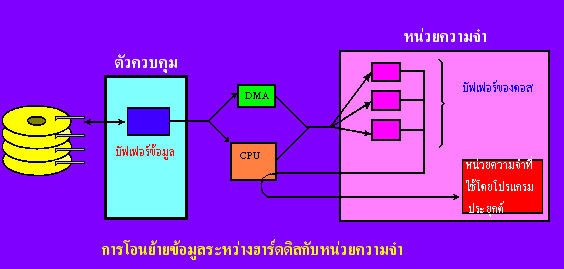 หน่วยความจำ
ตัวควบคุม
DMA
บัฟเฟอร์ของดอส
บัฟเฟอร์ข้อมูล
CPU
หน่วยความจำที่
ใช้โดยโปรแกรม
ประยุกต์
การโอนย้ายข้อมูลระหว่างฮาร์ดดิสกับหน่วยความจำ